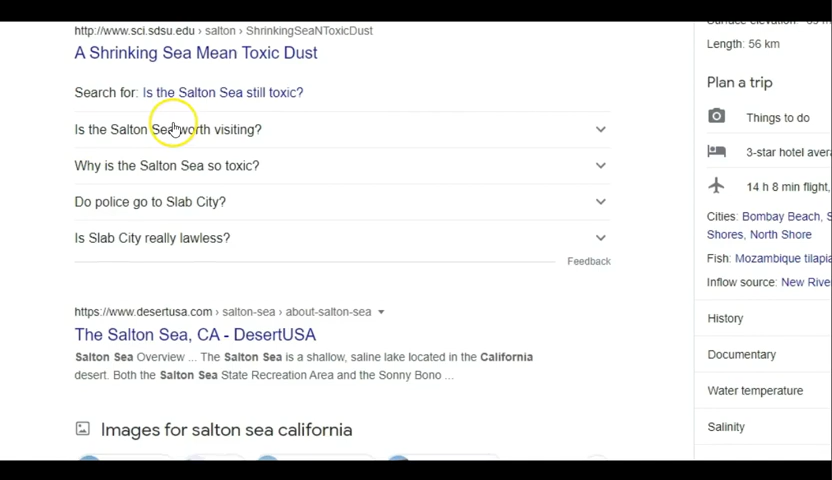 http://www.sci.sdsu.edu › salton › ShrinkingSeaNToxicDust
A Shrinking Sea Mean Toxic Dust
Search for: Is the Salton Sea still toxic?
Is the Salton Sea worth visiting?
Why is the Salton Sea so toxic?
Do police go to Slab City?
Is Slab City really lawless?
Feedback
https://www.desertusa.com › salton-sea › about-salton-sea
The Salton Sea, CA - DesertUSA
Salton Sea Overview ... The Salton Sea is a shallow, saline lake located in the California
desert. Both the Salton Sea State Recreation Area and the Sonny Bono ...
Images for salton sea california
Surface elevation:
Length: 56 km
Plan a trip
Things to do
3-star hotel
14 h 8 min flight,
Cities: Bombay Beach,
Shores, North Shore
Fish: Mozambique
Inflow source: New
History
Documentary
Water temperature
Salinity